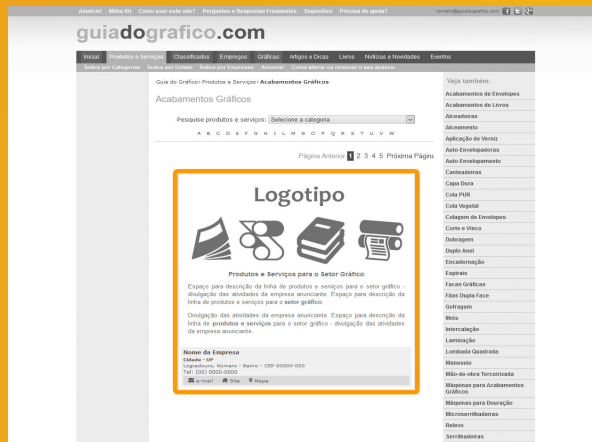 Anuncie! Mídia Kit Como usar este site? Perguntas e Respostas Frequentes Sugestões Precisa de ajuda? contato@guiadografico.com
guiadografico.com
Inicial Produtos e Serviços Classificados Empregos Gráficas Artigos e Dicas Livros Notícias e Novidades Eventos
Índice por Categorias Índice por Estado Índice por Empresas Anuncie! Como alterar ou remover o seu anúncio
Guia do Gráfico› Produtos e Serviços› Acabamentos Gráficos
Acabamentos Gráficos
Pesquise produtos e serviços: Selecione a categoria
A B C D E F G H I L M N O P Q R S T U V W
Página Anterior 1 2 3 4 5 Próxima Página
Logotipo
Produtos e Serviços para o Setor Gráfico
Espaço para descrição da linha de produtos e serviços para o setor gráfico -
divulgação das atividades da empresa anunciante. Espaço para descrição da
linha de produtos e serviços para o setor gráfico.
Divulgação das atividades da empresa anunciante. Espaço para descrição da
linha de produtos e serviços para o setor gráfico - divulgação das atividades
da empresa anunciante.
Nome da Empresa
Cidade - UF
Logradouro, Número - Bairro - CEP 00000-000
Tel: (00) 0000-0000
e-mail Site Mapa
Veja também:
Acabamentos de Envelopes
Acabamentos de Livros
Alceadeiras
Alceamento
Aplicação de Verniz
Auto-Envelopadoras
Auto-Envelopamento
Canteadeiras
Capa Dura
Cola PUR
Cola Vegetal
Colagem de Envelopes
Corte e Vinco
Dobragem
Duplo Anel
Encadernação
Espirais
Facas Gráficas
Fitas Dupla Face
Gofragem
Ilhós
Intercalação
Laminação
Lombada Quadrada
Manoseio
Mão-de-obra Terceirizada
Máquinas para Acabamentos
Gráficos
Máquinas para Douração
Microserrilhadeiras
Relevo
Serrilhadeiras